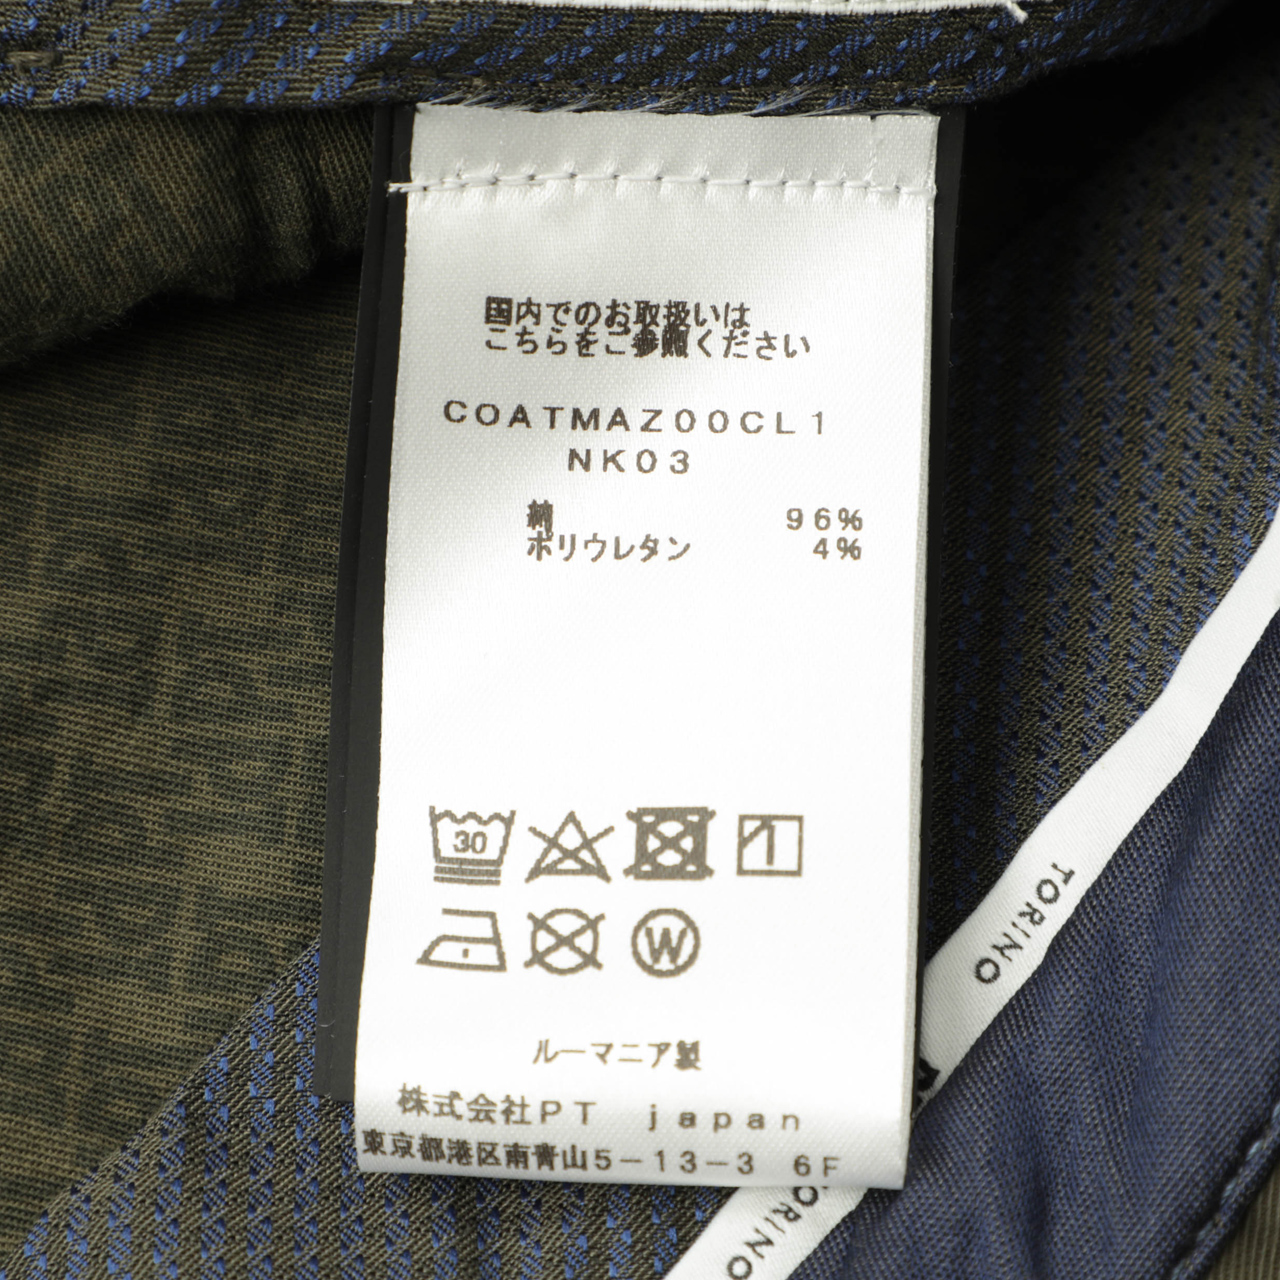 国内でのお取扱いは
こちらをご参照ください
COATMAZ00CL1
NK03
綿 96%
ポリウレタン 4%
30
W
ルーマニア製
株式会社PT japan
東京都港区南青山5-13-3 6F
TORINO
TORINO